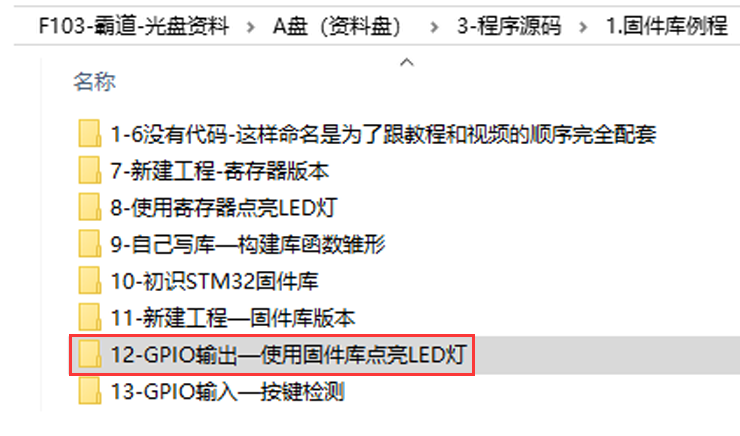 F103-霸道-光盘资料 > A盘（资料盘） > 3-程序源码 > 1.固件库例程
名称
1-6没有代码-这样命名是为了跟教程和视频的顺序完全配套
7-新建工程-寄存器版本
8-使用寄存器点亮LED灯
9-自己写库—构建库函数雏形
10-初识STM32固件库
11-新建工程—固件库版本
12-GPIO输出—使用固件库点亮LED灯
13-GPIO输入—按键检测